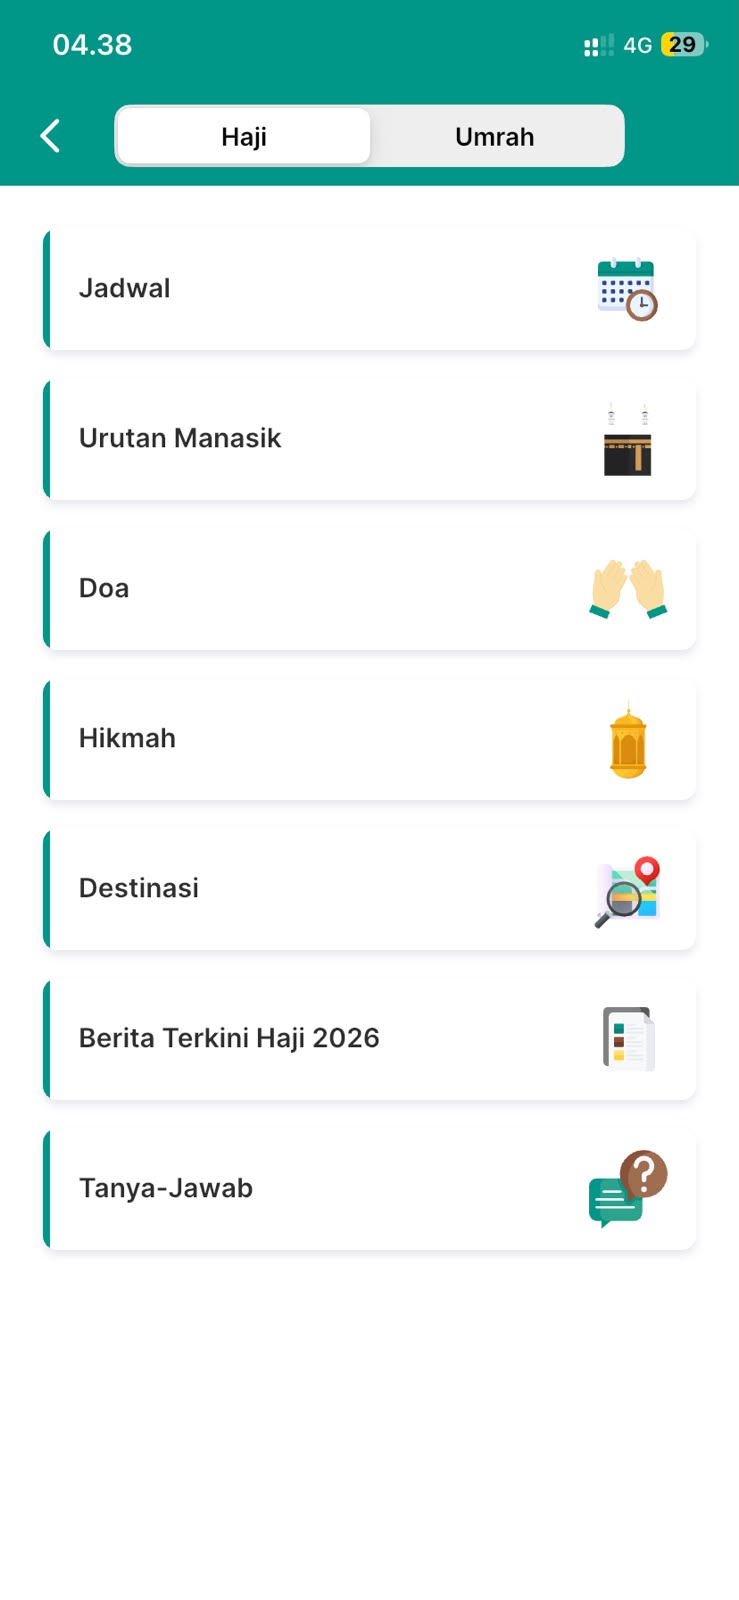 04.38
4G 29
Haji
Umrah
Jadwal
Urutan Manasik
Doa
Hikmah
Destinasi
Berita Terkini Haji 2026
Tanya-Jawab